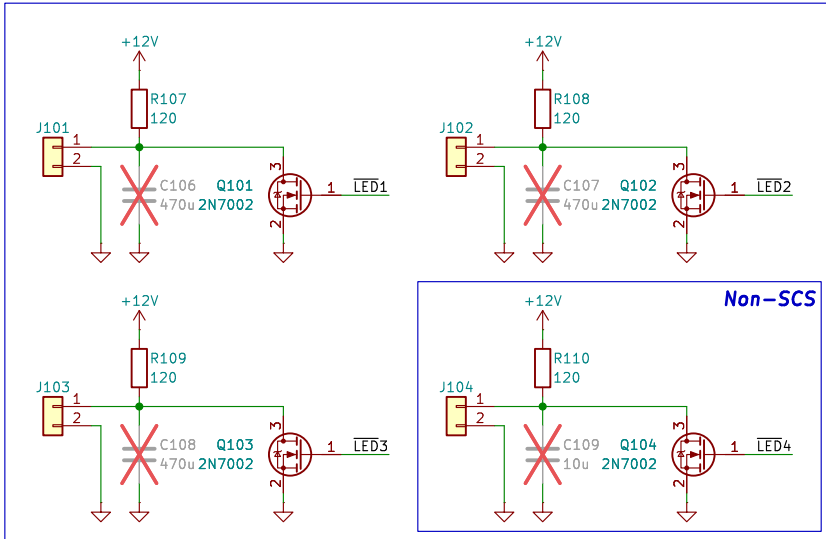 +12V
R107
120
J101
1
2
C106
470u
Q101
2N7002
3
1
2
LED1
+12V
R108
120
J102
1
2
C107
470u
Q102
2N7002
3
1
2
LED2
+12V
R109
120
J103
1
2
C108
470u
Q103
2N7002
3
1
2
LED3
Non-SCS
+12V
R110
120
J104
1
2
C109
10u
Q104
2N7002
3
1
2
LED4